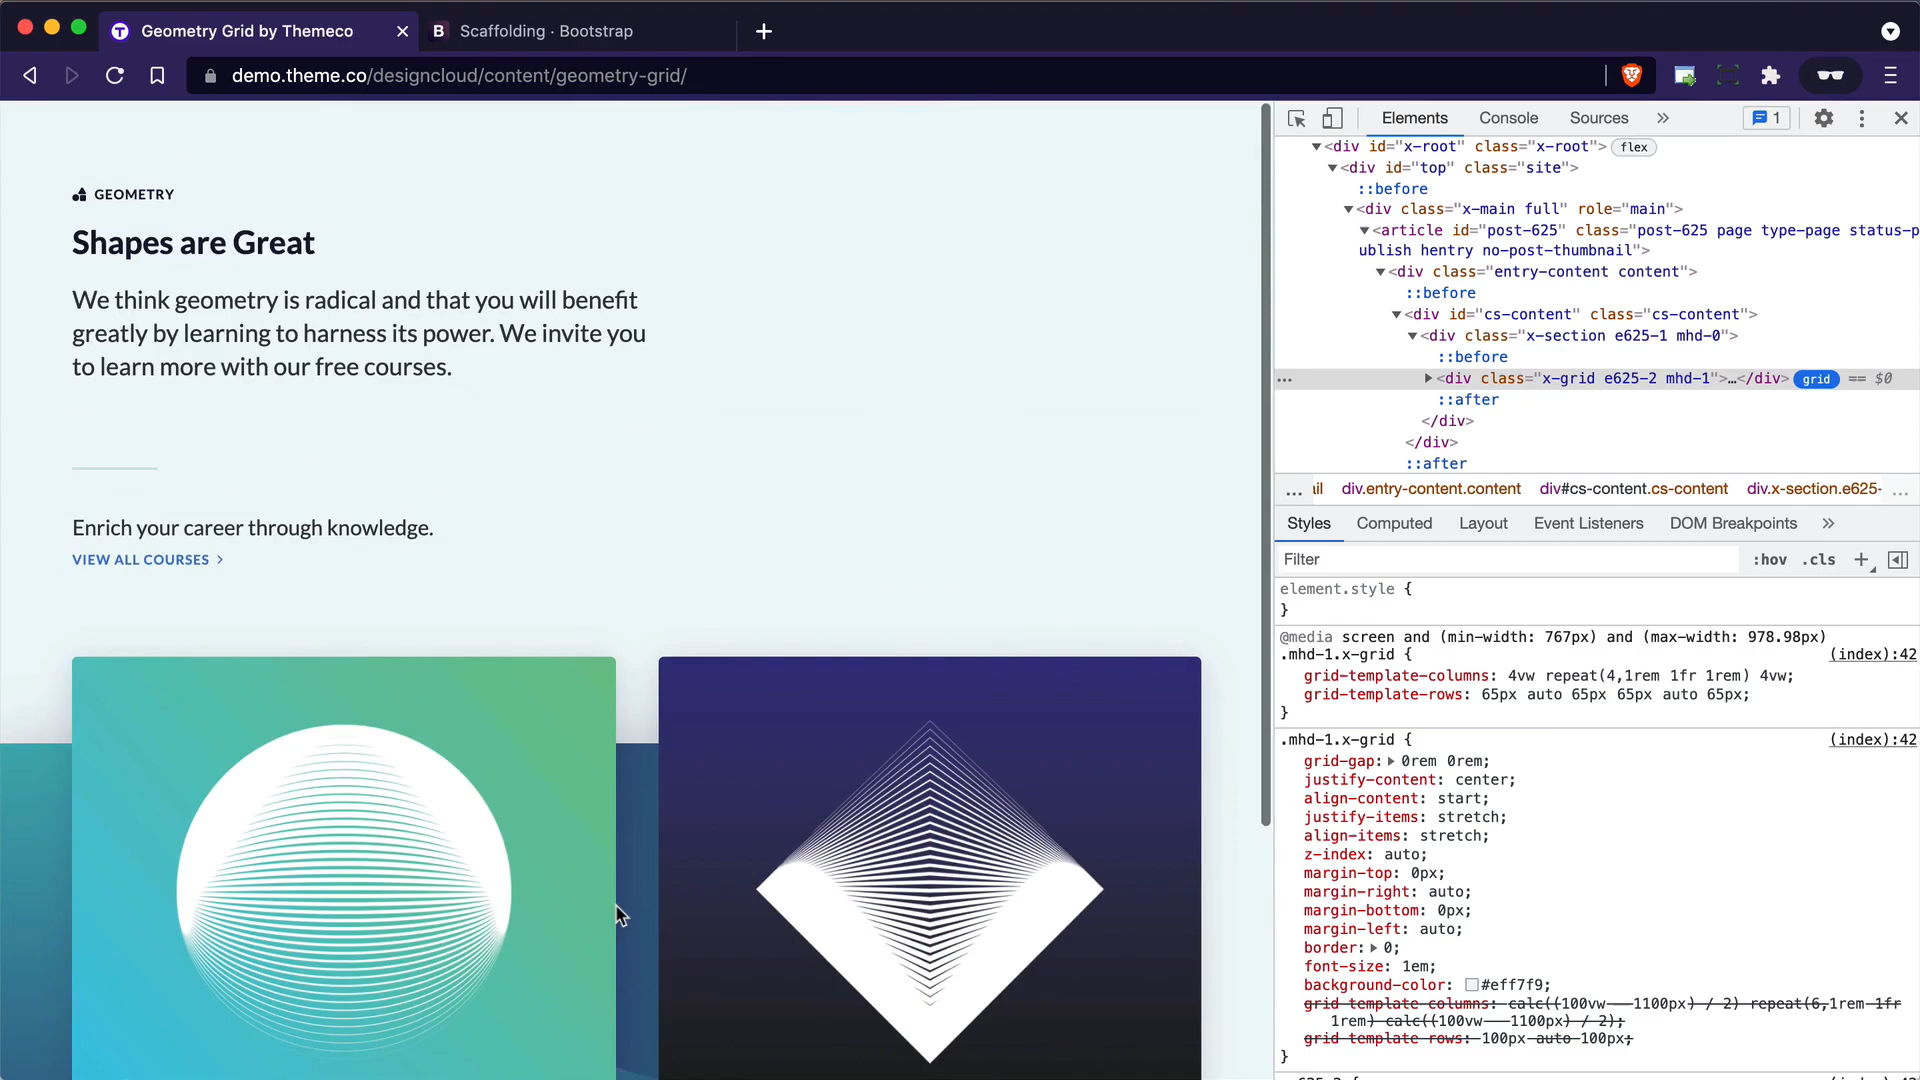 Geometry Grid by Themeco
Scaffolding · Bootstrap
demo.theme.co/designcloud/content/geometry-grid/
GEOMETRY
Shapes are Great
We think geometry is radical and that you will benefit
greatly by learning to harness its power. We invite you
to learn more with our free courses.
Enrich your career through knowledge.
VIEW ALL COURSES >
Elements Console Sources » 1
▼<div id="x-root" class="x-root"> flex
▼<div id="top" class="site">
::before
▼<div class="x-main full" role="main">
▼<article id="post-625" class="post-625 page type-page status-p
ublish hentry no-post-thumbnail">
▼<div class="entry-content content">
::before
▼<div id="cs-content" class="cs-content">
▼<div class="x-section e625-1 mhd-0">
::before
… ▶<div class="x-grid e625-2 mhd-1">…</div> grid == $0
::after
</div>
</div>
::after
… il div.entry-content.content div#cs-content.cs-content div.x-section.e625- …
Styles Computed Layout Event Listeners DOM Breakpoints »
Filter :hov .cls +
element.style {
}
@media screen and (min-width: 767px) and (max-width: 978.98px)
.mhd-1.x-grid { (index):42
grid-template-columns: 4vw repeat(4,1rem 1fr 1rem) 4vw;
grid-template-rows: 65px auto 65px 65px auto 65px;
}
.mhd-1.x-grid { (index):42
grid-gap: ▶ 0rem 0rem;
justify-content: center;
align-content: start;
justify-items: stretch;
align-items: stretch;
z-index: auto;
margin-top: 0px;
margin-right: auto;
margin-bottom: 0px;
margin-left: auto;
border: ▶ 0;
font-size: 1em;
background-color: #eff7f9;
grid-template-columns: calc((100vw - 1100px) / 2) repeat(6,1rem 1fr
1rem) calc((100vw - 1100px) / 2);
grid-template-rows: 100px auto 100px;
}